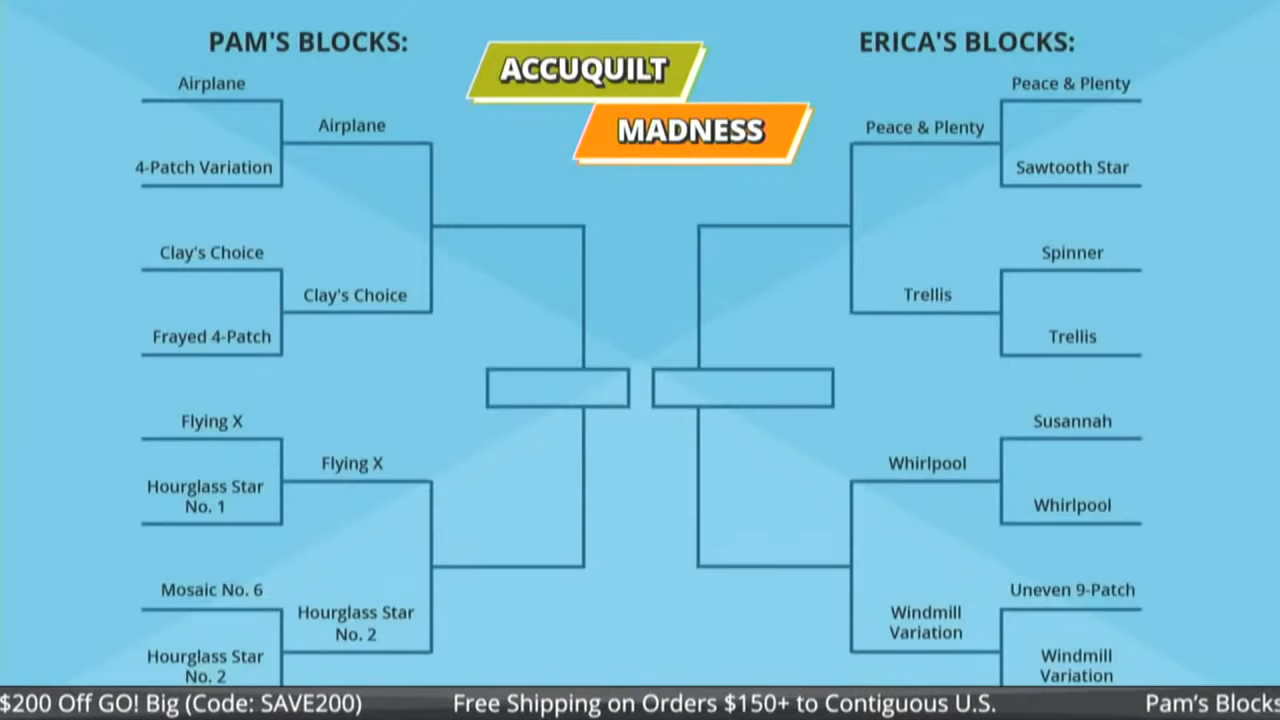 PAM'S BLOCKS:
ERICA'S BLOCKS:
ACCUQUILT
MADNESS
Airplane
4-Patch Variation
Clay's Choice
Frayed 4-Patch
Flying X
Hourglass Star
No. 1
Mosaic No. 6
Hourglass Star
No. 2
Airplane
Clay's Choice
Flying X
Hourglass Star
No. 2
Peace & Plenty
Trellis
Whirlpool
Windmill
Variation
Peace & Plenty
Sawtooth Star
Spinner
Trellis
Susannah
Whirlpool
Uneven 9-Patch
Windmill
Variation
$200 Off GO! Big (Code: SAVE200) Free Shipping on Orders $150+ to Contiguous U.S. Pam's Blocks